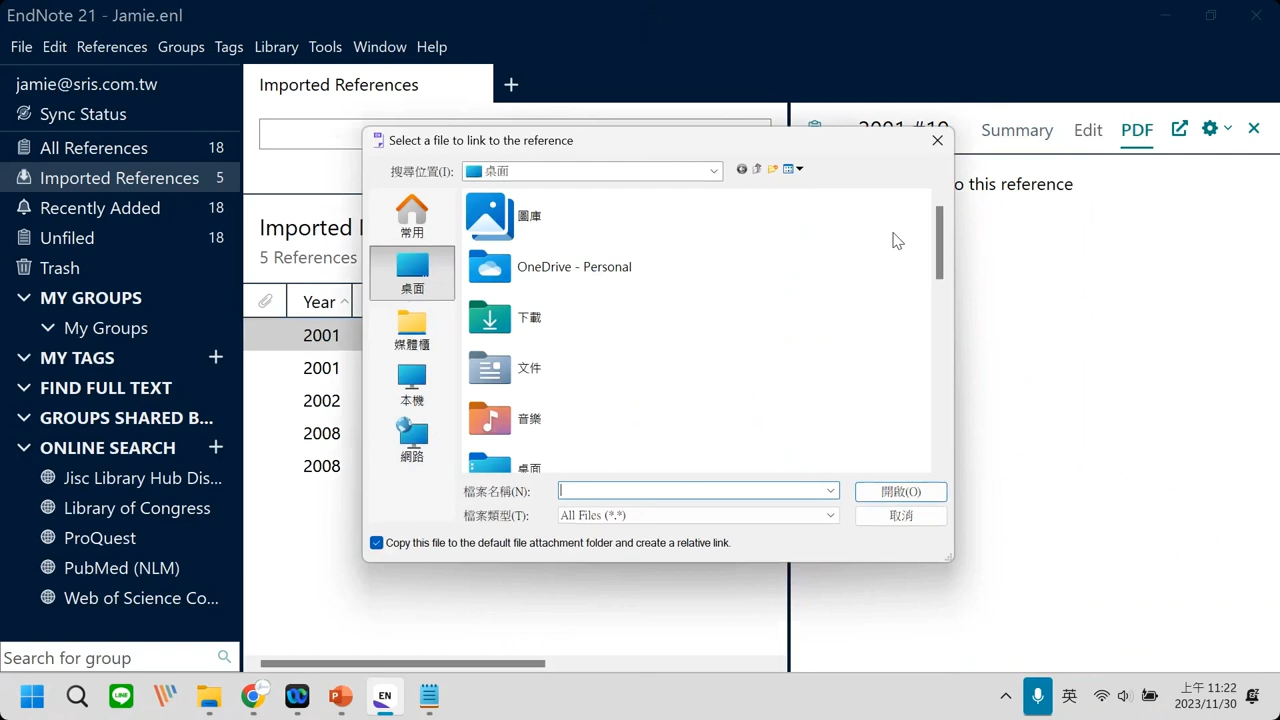 EndNote 21 - Jamie.enl
File Edit References Groups Tags Library Tools Window Help
jamie@sris.com.tw
Sync Status
All References 18
Imported References 5
Recently Added 18
Unfiled 18
Trash
MY GROUPS
My Groups
MY TAGS
FIND FULL TEXT
GROUPS SHARED B...
ONLINE SEARCH
Jisc Library Hub Dis...
Library of Congress
ProQuest
PubMed (NLM)
Web of Science Co...
Search for group
Imported References
Imported
5 References
Year
2001
2001
2002
2008
2008
Summary Edit PDF
o this reference
Select a file to link to the reference
搜尋位置(I): 桌面
常用
桌面
媒體櫃
本機
網路
圖庫
OneDrive - Personal
下載
文件
音樂
桌面
檔案名稱(N): 開啟(O)
檔案類型(T): All Files (*.*) 取消
Copy this file to the default file attachment folder and create a relative link.
EN
英
上午 11:22
2023/11/30